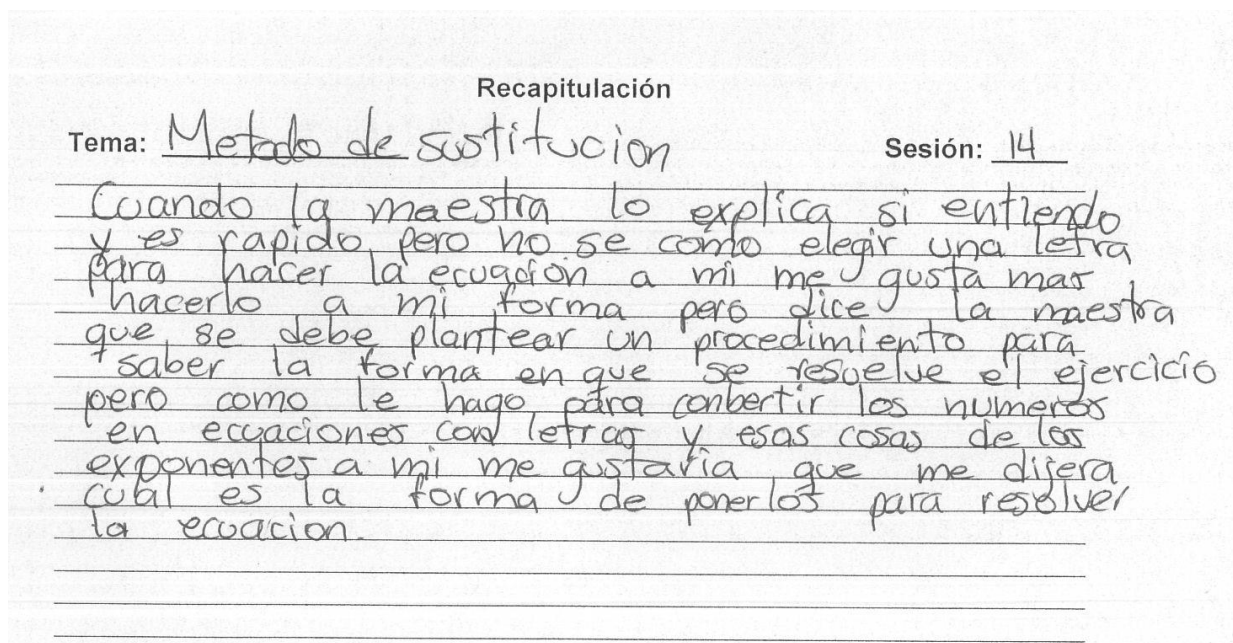 Recapitulación
Tema: Metodo de sustitucion Sesión: 14
Cuando la maestra lo explica si entiendo
y es rapido pero no se como elegir una letra
para hacer la ecuación a mi me gusta mas
hacerlo a mi forma pero dice la maestra
que se debe plantear un procedimiento para
saber la forma en que se resuelve el ejercicio
pero como le hago para conbertir los numeros
en ecuaciones con letras y esas cosas de los
exponentes a mi me gustaría que me dijera
cual es la forma de ponerlos para resolver
la ecuacion.